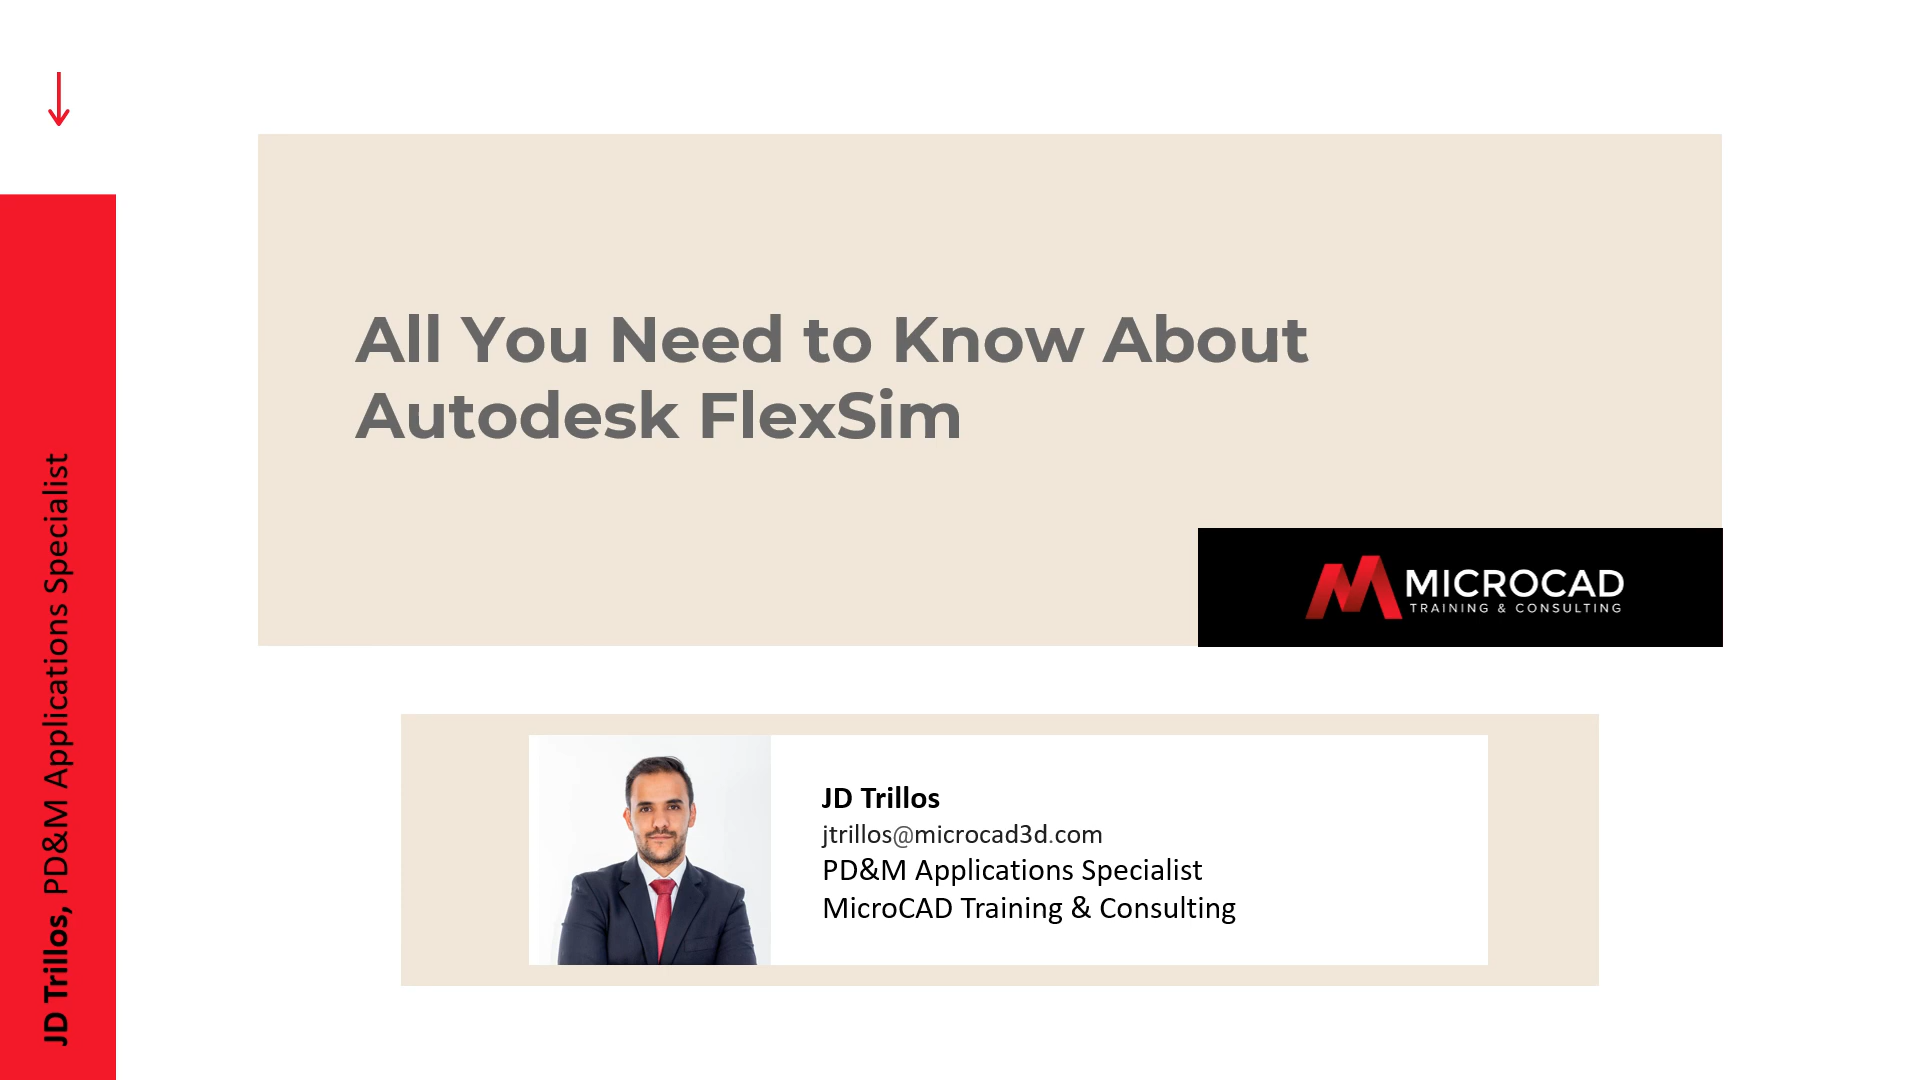 All You Need to Know About
Autodesk FlexSim
MICROCAD
TRAINING & CONSULTING
JD Trillos
jtrillos@microcad3d.com
PD&M Applications Specialist
MicroCAD Training & Consulting
JD Trillos, PD&M Applications Specialist